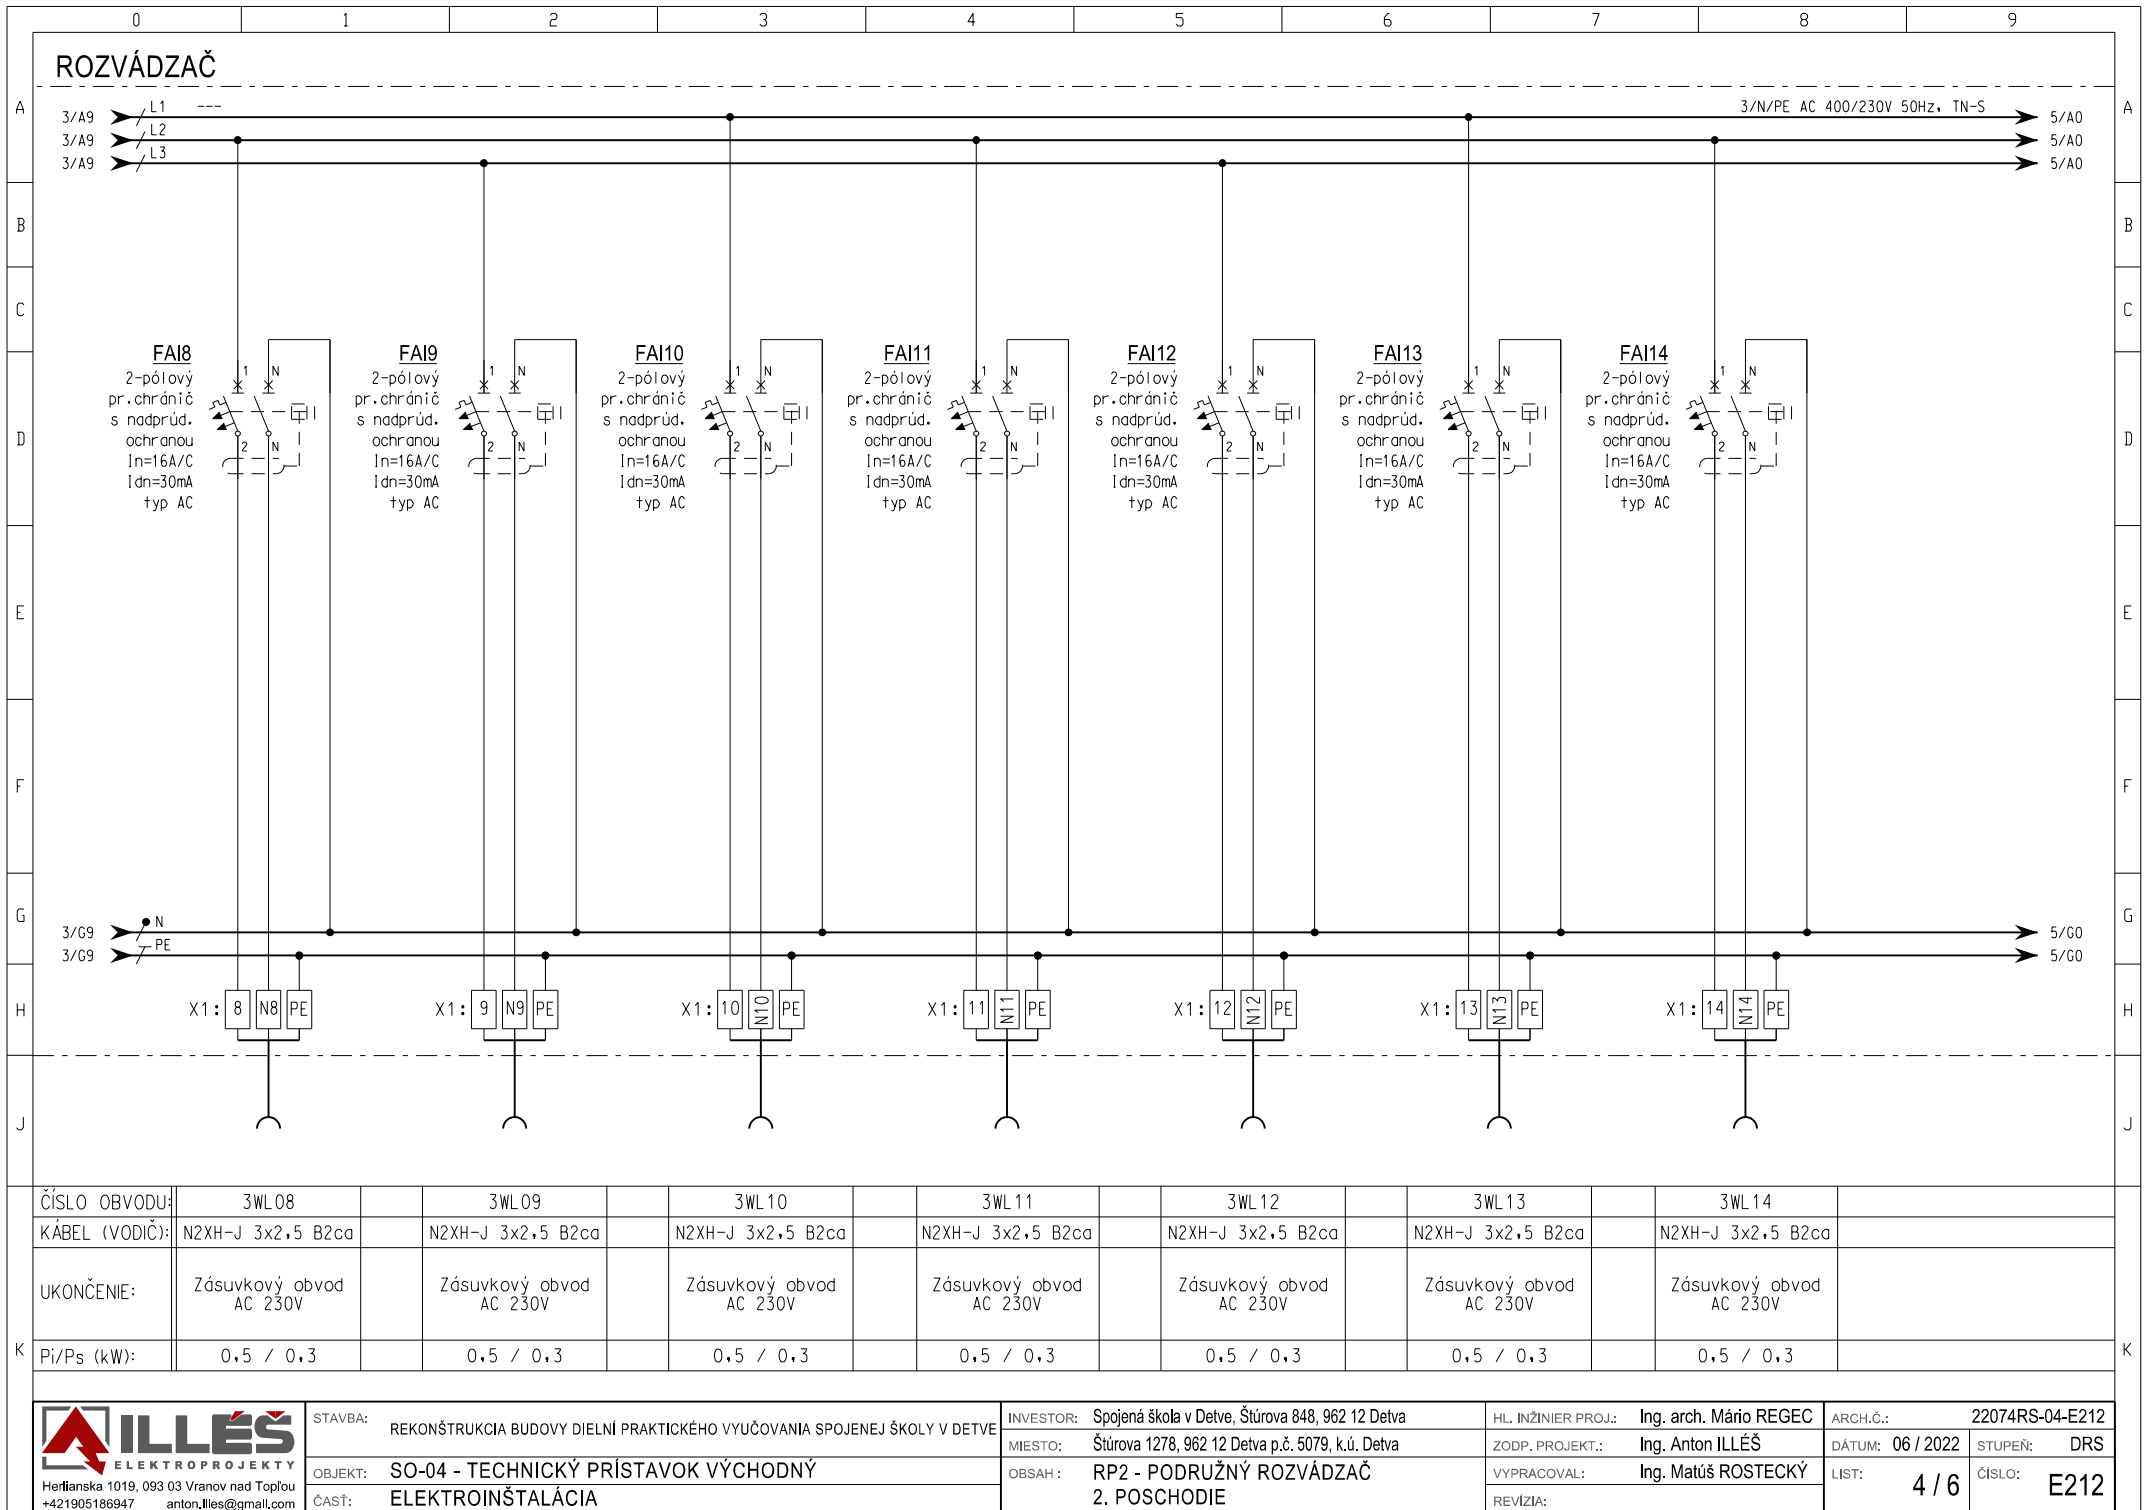 0 1 2 3 4 5 6 7 8 9
ROZVÁDZAČ
A A
3/A9 L1 --- 3/N/PE AC 400/230V 50Hz, TN-S 5/A0
3/A9 L2 5/A0
3/A9 L3 5/A0
B B
C C
FAI8 FAI9 FAI10 FAI11 FAI12 FAI13 FAI14
1 N 1 N 1 N 1 N 1 N 1 N 1 N
2-pólový 2-pólový 2-pólový 2-pólový 2-pólový 2-pólový 2-pólový
pr.chránič pr.chránič pr.chránič pr.chránič pr.chránič pr.chránič pr.chránič
s nadprúd. s nadprúd. s nadprúd. s nadprúd. s nadprúd. s nadprúd. s nadprúd.
D D
ochranou ochranou ochranou ochranou ochranou ochranou ochranou
2 N 2 N 2 N 2 N 2 N 2 N 2 N
In=16A/C In=16A/C In=16A/C In=16A/C In=16A/C In=16A/C In=16A/C
Idn=30mA Idn=30mA Idn=30mA Idn=30mA Idn=30mA Idn=30mA Idn=30mA
typ AC typ AC typ AC typ AC typ AC typ AC typ AC
E E
F F
G G
3/G9 N 5/G0
3/G9 PE 5/G0
H X1: 8 N8 PE X1: 9 N9 PE X1: 10 N10 PE X1: 11 N11 PE X1: 12 N12 PE X1: 13 N13 PE X1: 14 N14 PE H
J J
ČÍSLO OBVODU: 3WL08 3WL09 3WL10 3WL11 3WL12 3WL13 3WL14
KÁBEL (VODIČ): N2XH-J 3x2,5 B2ca N2XH-J 3x2,5 B2ca N2XH-J 3x2,5 B2ca N2XH-J 3x2,5 B2ca N2XH-J 3x2,5 B2ca N2XH-J 3x2,5 B2ca N2XH-J 3x2,5 B2ca
UKONČENIE: Zásuvkový obvod Zásuvkový obvod Zásuvkový obvod Zásuvkový obvod Zásuvkový obvod Zásuvkový obvod Zásuvkový obvod
AC 230V AC 230V AC 230V AC 230V AC 230V AC 230V AC 230V
K Pi/Ps (kW): 0,5 / 0,3 0,5 / 0,3 0,5 / 0,3 0,5 / 0,3 0,5 / 0,3 0,5 / 0,3 0,5 / 0,3 K
ILLÉŠ
ELEKTROPROJEKTY
Herlianska 1019, 093 03 Vranov nad Topľou
+421905186947 anton.illes@gmail.com
STAVBA: REKONŠTRUKCIA BUDOVY DIELNÍ PRAKTICKÉHO VYUČOVANIA SPOJENEJ ŠKOLY V DETVE
OBJEKT: SO-04 - TECHNICKÝ PRÍSTAVOK VÝCHODNÝ
ČASŤ: ELEKTROINŠTALÁCIA
INVESTOR: Spojená škola v Detve, Štúrova 848, 962 12 Detva
MIESTO: Štúrova 1278, 962 12 Detva p.č. 5079, k.ú. Detva
OBSAH : RP2 - PODRUŽNÝ ROZVÁDZAČ
2. POSCHODIE
HL. INŽINIER PROJ.: Ing. arch. Mário REGEC
ZODP. PROJEKT.: Ing. Anton ILLÉŠ
VYPRACOVAL: Ing. Matúš ROSTECKÝ
REVÍZIA:
ARCH.Č.: 22074RS-04-E212
DÁTUM: 06 / 2022 STUPEŇ: DRS
LIST: 4 / 6 ČÍSLO: E212